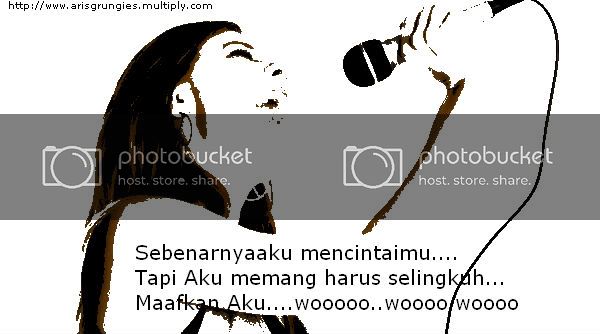 http://www.arisgrungies.multiply.com
photobucket photobucket
host. store. share. host. store. share.
Sebenarnyaaku mencintaimu....
Tapi Aku memang harus selingkuh...
Maafkan Aku....wooooo..woooo woooo